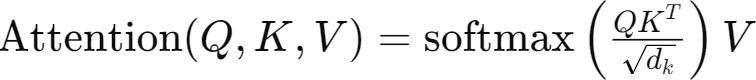 Attention(Q, K, V) = softmax(QK^T / √d_k)V